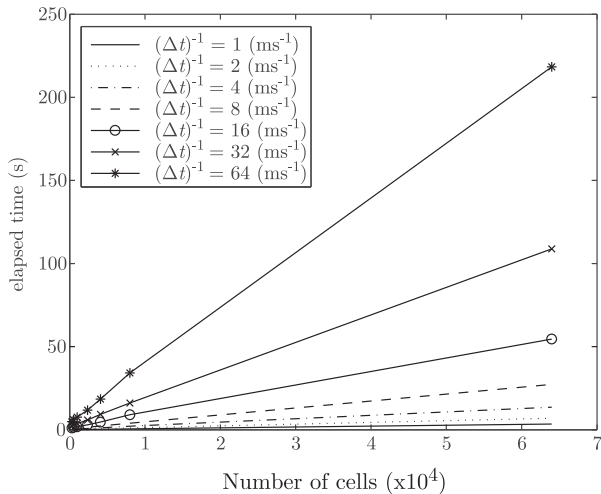 250
200
150
100
50
0
elapsed time (s)
(Δt)-1 = 1 (ms-1)
(Δt)-1 = 2 (ms-1)
(Δt)-1 = 4 (ms-1)
(Δt)-1 = 8 (ms-1)
(Δt)-1 = 16 (ms-1)
(Δt)-1 = 32 (ms-1)
(Δt)-1 = 64 (ms-1)
0 1 2 3 4 5 6 7
Number of cells (x10⁴)